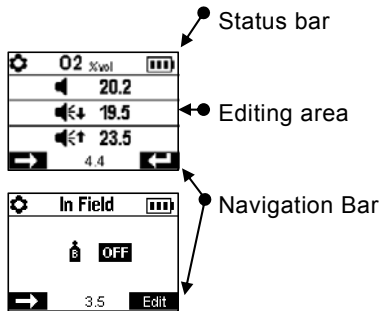 Status bar
O2 %vol
20.2
19.5
Editing area
23.5
4.4
In Field
Navigation Bar
B OFF
3.5 Edit